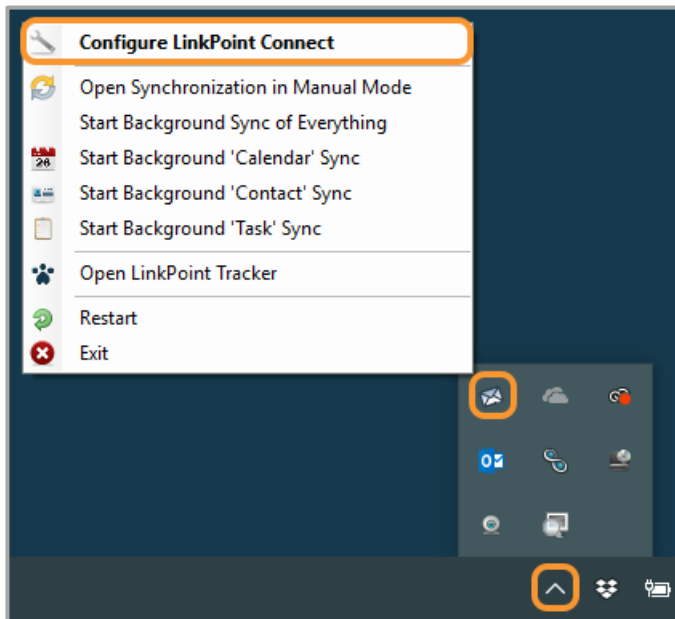 Configure LinkPoint Connect
Open Synchronization in Manual Mode
Start Background Sync of Everything
26
Start Background 'Calendar' Sync
Start Background 'Contact' Sync
Start Background 'Task' Sync
Open LinkPoint Tracker
Restart
Exit